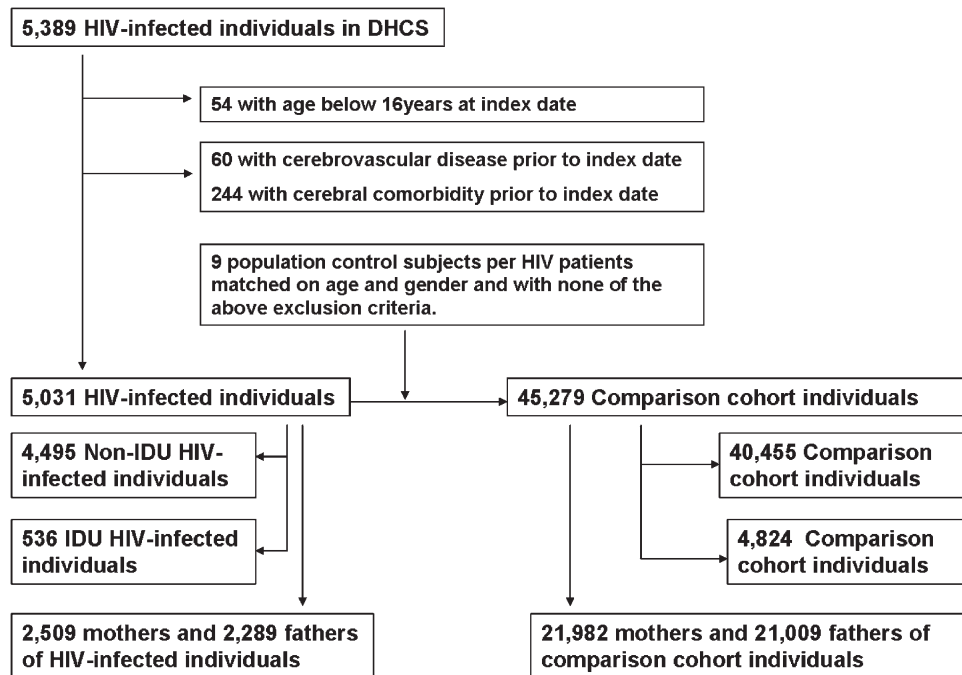 5,389 HIV-infected individuals in DHCS
54 with age below 16years at index date
60 with cerebrovascular disease prior to index date
244 with cerebral comorbidity prior to index date
9 population control subjects per HIV patients
matched on age and gender and with none of the
above exclusion criteria.
5,031 HIV-infected individuals
45,279 Comparison cohort individuals
4,495 Non-IDU HIV-
infected individuals
40,455 Comparison
cohort individuals
536 IDU HIV-infected
individuals
4,824 Comparison
cohort individuals
2,509 mothers and 2,289 fathers
of HIV-infected individuals
21,982 mothers and 21,009 fathers of
comparison cohort individuals